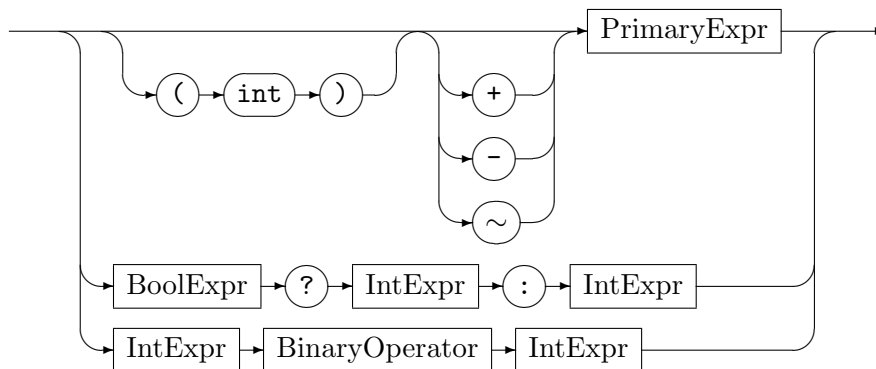 PrimaryExpr
( int ) +
-
~
BoolExpr ? IntExpr : IntExpr
IntExpr BinaryOperator IntExpr